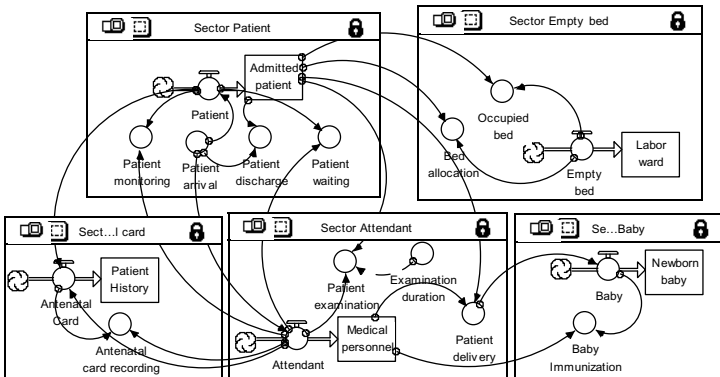 Sector Patient
Admitted
patient
Patient
Patient
monitoring
Patient
arrival
Patient
discharge
Patient
waiting
Sector Empty bed
Occupied
bed
Bed
allocation
Empty
bed
Labor
ward
Sect...l card
Patient
History
Antenatal
Card
Antenatal
card recording
Sector Attendant
Patient
examination
Examination
duration
Attendant
Medical
personnel
Patient
delivery
Se...Baby
Newborn
baby
Baby
Baby
Immunization